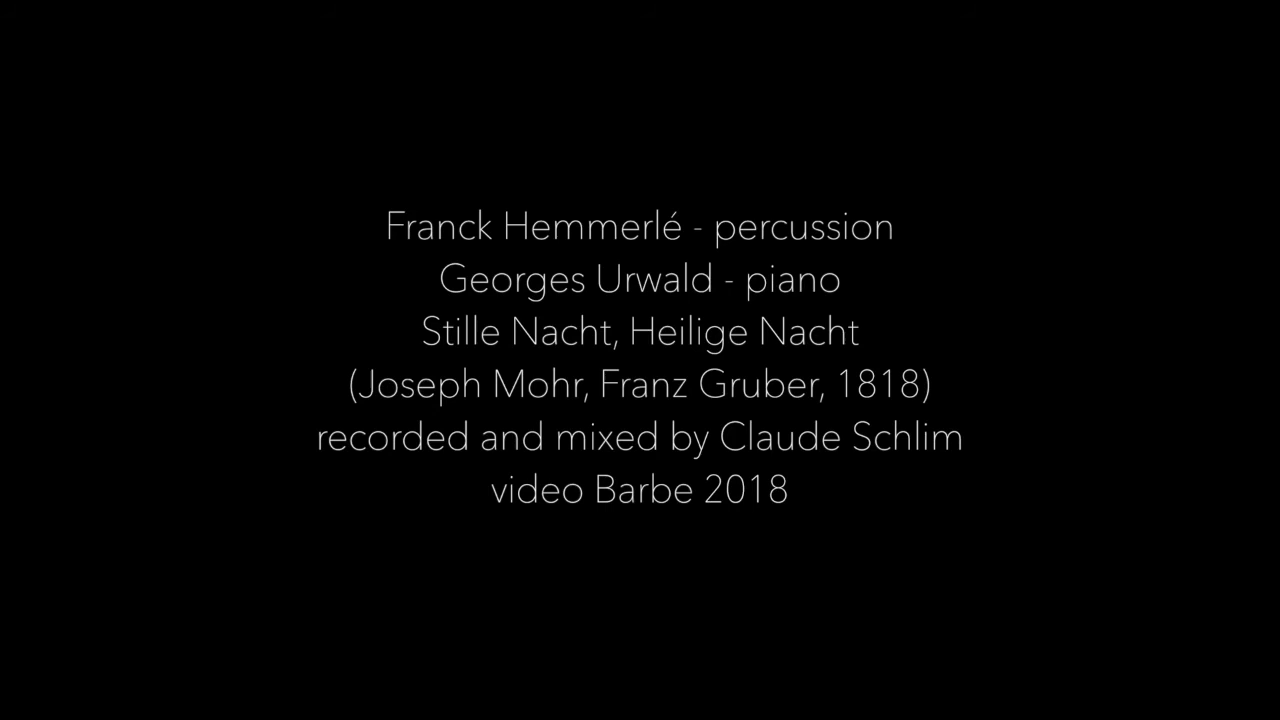 Franck Hemmerlé - percussion
Georges Urwald - piano
Stille Nacht, Heilige Nacht
(Joseph Mohr, Franz Gruber, 1818)
recorded and mixed by Claude Schlim
video Barbe 2018